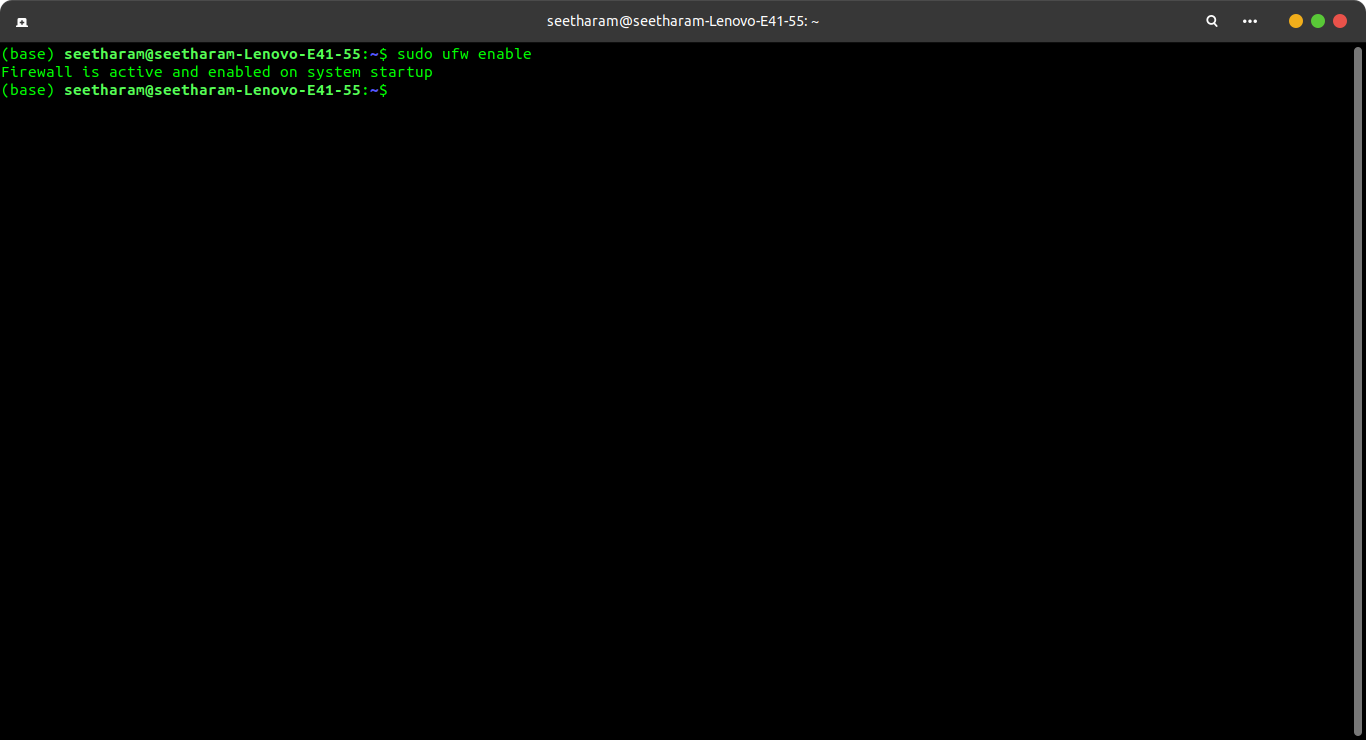 seetharam@seetharam-Lenovo-E41-55: ~
(base) seetharam@seetharam-Lenovo-E41-55:~$ sudo ufw enable
Firewall is active and enabled on system startup
(base) seetharam@seetharam-Lenovo-E41-55:~$